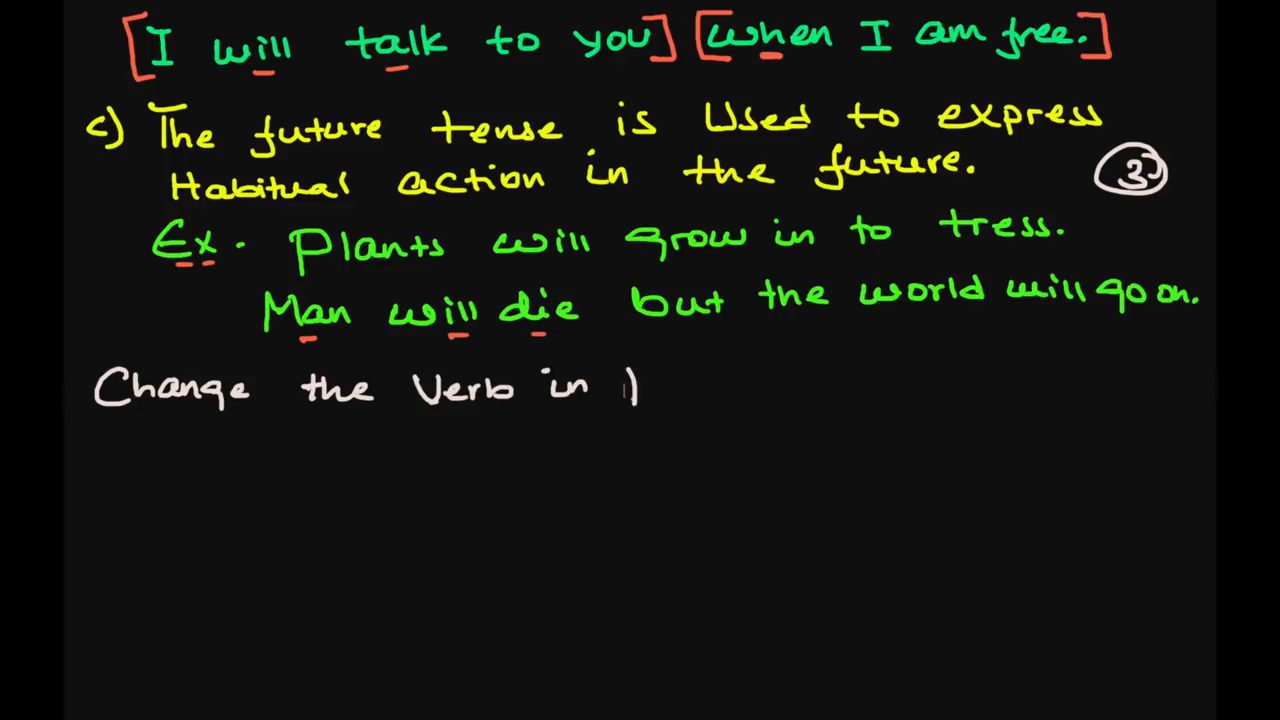 [I will talk to you] [when I am free.]
c) The future tense is Used to express
Habitual action in the future.
3
Ex. Plants will grow in to tress.
Man will die but the world will go on.
Change the Verb in